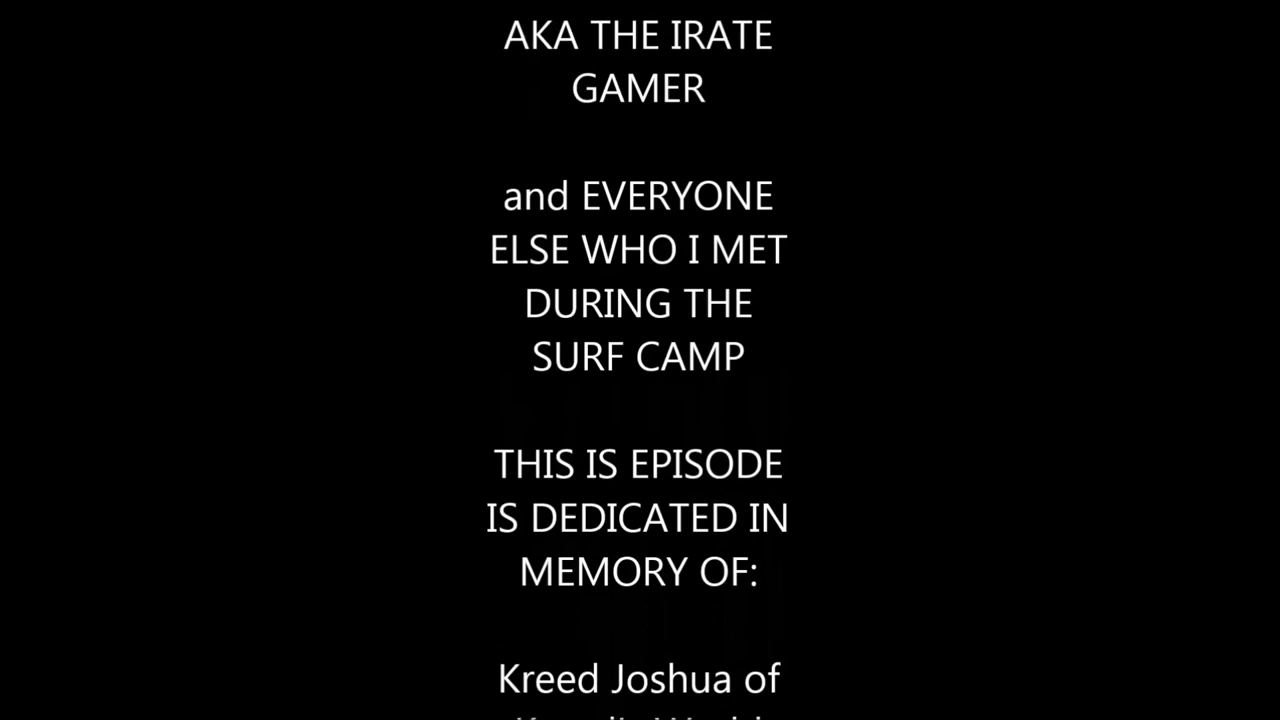 AKA THE IRATE
GAMER
and EVERYONE
ELSE WHO I MET
DURING THE
SURF CAMP
THIS IS EPISODE
IS DEDICATED IN
MEMORY OF:
Kreed Joshua of